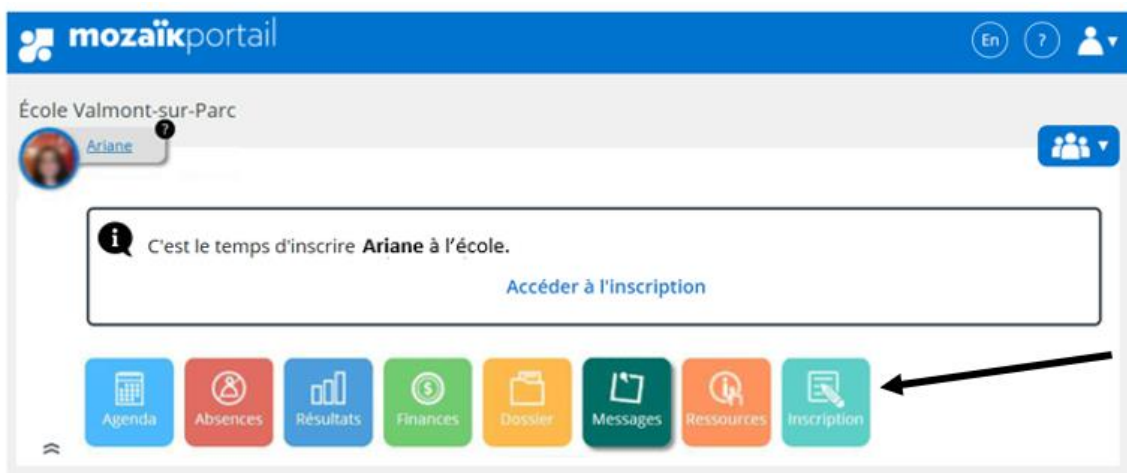 mozaïkportail
En ?
École Valmont-sur-Parc
?
Ariane
i
C'est le temps d'inscrire Ariane à l'école.
Accéder à l'inscription
Agenda Absences Résultats Finances Dossier Messages Ressources Inscription